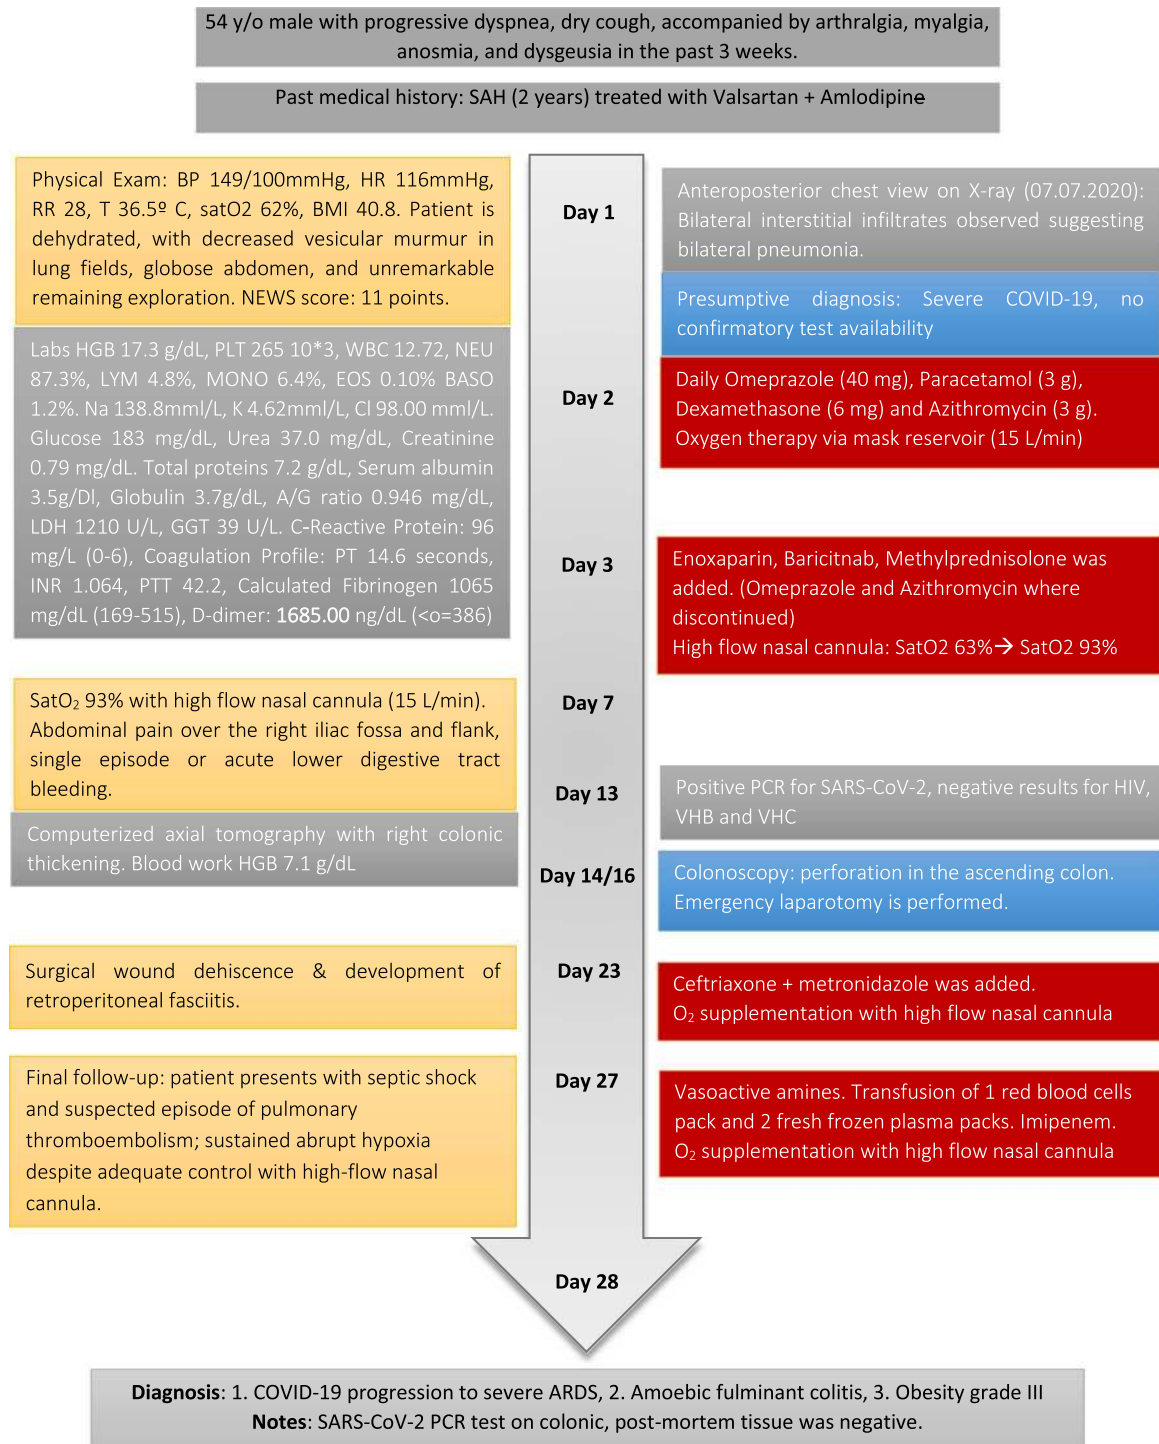 54 y/o male with progressive dyspnea, dry cough, accompanied by arthralgia, myalgia,
anosmia, and dysgeusia in the past 3 weeks.
Past medical history: SAH (2 years) treated with Valsartan + Amlodipine
Physical Exam: BP 149/100mmHg, HR 116mmHg,
RR 28, T 36.5º C, satO2 62%, BMI 40.8. Patient is
dehydrated, with decreased vesicular murmur in
lung fields, globose abdomen, and unremarkable
remaining exploration. NEWS score: 11 points.
Day 1
Anteroposterior chest view on X-ray (07.07.2020):
Bilateral interstitial infiltrates observed suggesting
bilateral pneumonia.
Presumptive diagnosis: Severe COVID-19, no
confirmatory test availability
Labs HGB 17.3 g/dL, PLT 265 10*3, WBC 12.72, NEU
87.3%, LYM 4.8%, MONO 6.4%, EOS 0.10% BASO
1.2%. Na 138.8mml/L, K 4.62mml/L, Cl 98.00 mml/L.
Glucose 183 mg/dL, Urea 37.0 mg/dL, Creatinine
0.79 mg/dL. Total proteins 7.2 g/dL, Serum albumin
3.5g/Dl, Globulin 3.7g/dL, A/G ratio 0.946 mg/dL,
LDH 1210 U/L, GGT 39 U/L. C-Reactive Protein: 96
mg/L (0-6), Coagulation Profile: PT 14.6 seconds,
INR 1.064, PTT 42.2, Calculated Fibrinogen 1065
mg/dL (169-515), D-dimer: 1685.00 ng/dL (<o=386)
Day 2
Daily Omeprazole (40 mg), Paracetamol (3 g),
Dexamethasone (6 mg) and Azithromycin (3 g).
Oxygen therapy via mask reservoir (15 L/min)
Day 3
Enoxaparin, Baricitnab, Methylprednisolone was
added. (Omeprazole and Azithromycin where
discontinued)
High flow nasal cannula: SatO2 63%→ SatO2 93%
SatO2 93% with high flow nasal cannula (15 L/min).
Abdominal pain over the right iliac fossa and flank,
single episode or acute lower digestive tract
bleeding.
Day 7
Day 13
Positive PCR for SARS-CoV-2, negative results for HIV,
VHB and VHC
Computerized axial tomography with right colonic
thickening. Blood work HGB 7.1 g/dL
Day 14/16
Colonoscopy: perforation in the ascending colon.
Emergency laparotomy is performed.
Surgical wound dehiscence & development of
retroperitoneal fasciitis.
Day 23
Ceftriaxone + metronidazole was added.
O2 supplementation with high flow nasal cannula
Final follow-up: patient presents with septic shock
and suspected episode of pulmonary
thromboembolism; sustained abrupt hypoxia
despite adequate control with high-flow nasal
cannula.
Day 27
Vasoactive amines. Transfusion of 1 red blood cells
pack and 2 fresh frozen plasma packs. Imipenem.
O2 supplementation with high flow nasal cannula
Day 28
Diagnosis: 1. COVID-19 progression to severe ARDS, 2. Amoebic fulminant colitis, 3. Obesity grade III
Notes: SARS-CoV-2 PCR test on colonic, post-mortem tissue was negative.